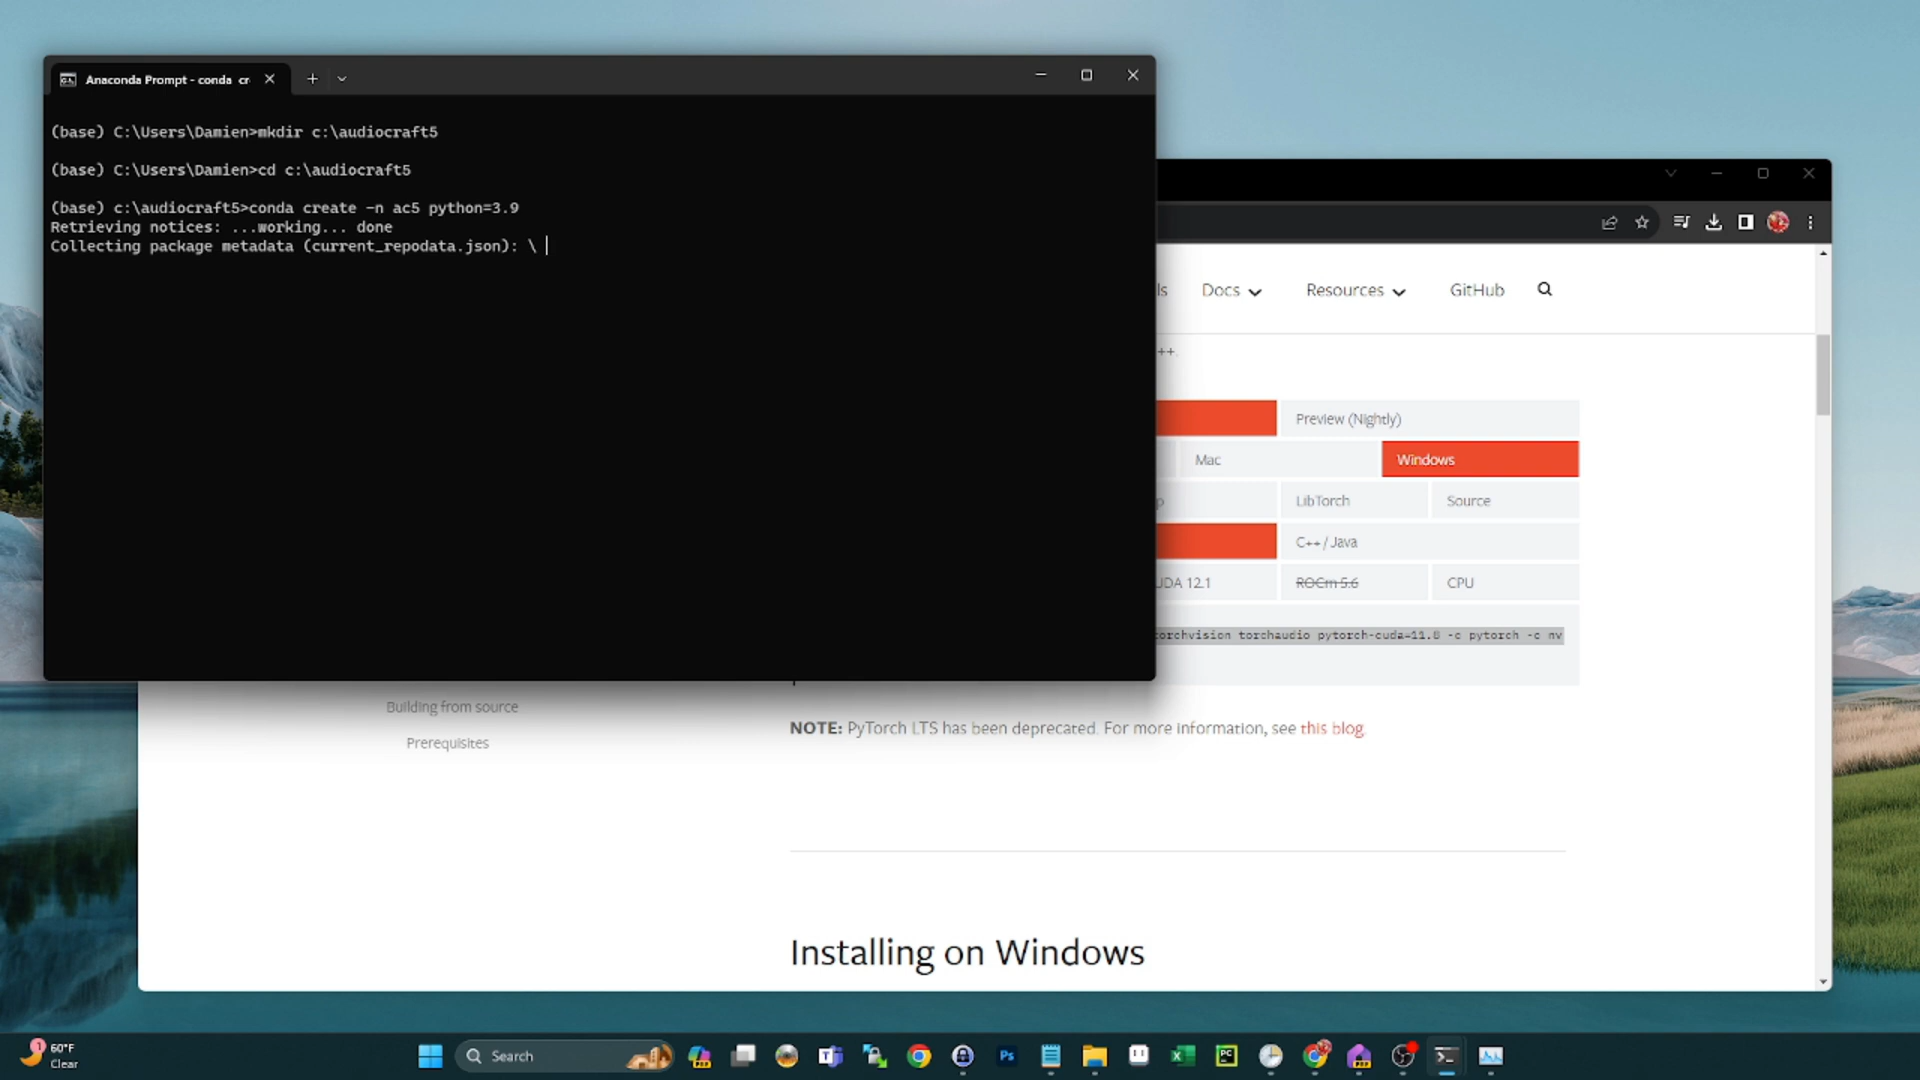 Anaconda Prompt - conda cr
(base) C:\Users\Damien>mkdir c:\audiocraft5
(base) C:\Users\Damien>cd c:\audiocraft5
(base) c:\audiocraft5>conda create -n ac5 python=3.9
Retrieving notices: ...working... done
Collecting package metadata (current_repodata.json): \
ls Docs Resources GitHub
++.
Preview (Nightly)
Mac Windows
p LibTorch Source
C++ / Java
UDA 12.1 ROCm 5.6 CPU
torchvision torchaudio pytorch-cuda=11.8 -c pytorch -c nv
Building from source
Prerequisites
NOTE: PyTorch LTS has been deprecated. For more information, see this blog
Installing on Windows
1
60°F
Clear
Search